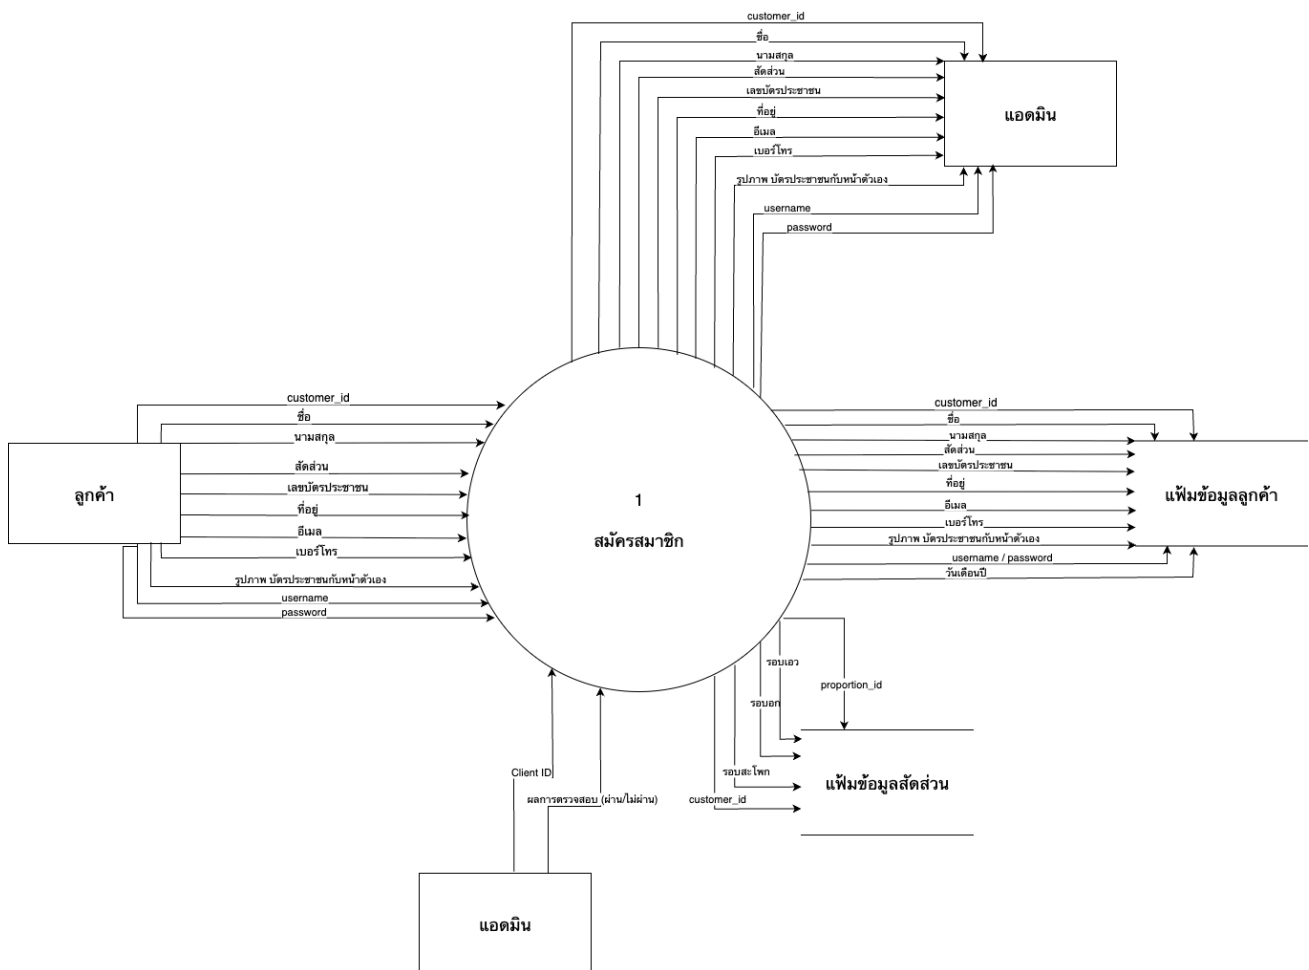 customer_id
ชื่อ
นามสกุล
สัดส่วน
เลขบัตรประชาชน
ที่อยู่
อีเมล
เบอร์โทร
รูปภาพ บัตรประชาชนกับหน้าตัวเอง
username
password
แอดมิน
customer_id
ชื่อ
นามสกุล
สัดส่วน
เลขบัตรประชาชน
ที่อยู่
อีเมล
เบอร์โทร
รูปภาพ บัตรประชาชนกับหน้าตัวเอง
username
password
ลูกค้า
1
สมัครสมาชิก
customer_id
ชื่อ
นามสกุล
สัดส่วน
เลขบัตรประชาชน
ที่อยู่
อีเมล
เบอร์โทร
รูปภาพ บัตรประชาชนกับหน้าตัวเอง
username / password
วันเดือนปี
แฟ้มข้อมูลลูกค้า
รอบเอว
proportion_id
รอบอก
รอบสะโพก
customer_id
แฟ้มข้อมูลสัดส่วน
Client ID
ผลการตรวจสอบ (ผ่าน/ไม่ผ่าน)
แอดมิน